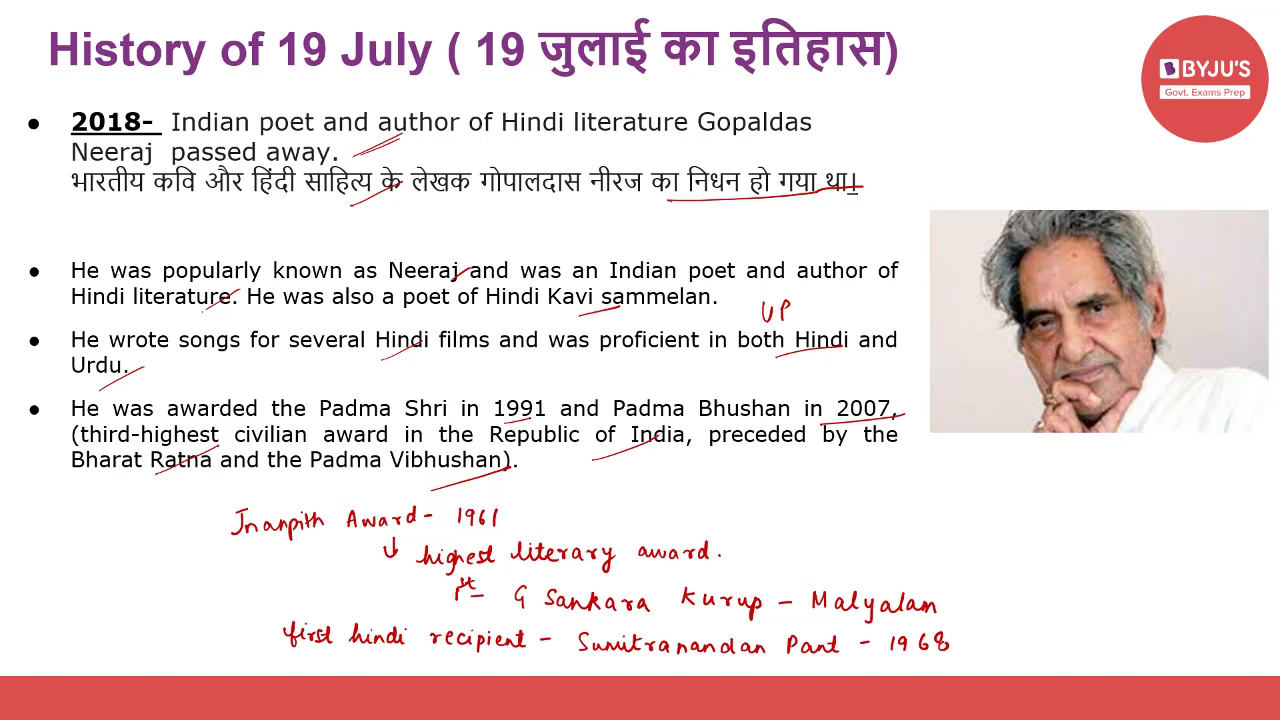 History of 19 July ( 19 जुलाई का इतिहास)
BYJU'S
Govt. Exams Prep
● 2018- Indian poet and author of Hindi literature Gopaldas
Neeraj passed away.
भारतीय कवि और हिंदी साहित्य के लेखक गोपालदास नीरज का निधन हो गया था।
● He was popularly known as Neeraj and was an Indian poet and author of
Hindi literature. He was also a poet of Hindi Kavi sammelan.
UP
● He wrote songs for several Hindi films and was proficient in both Hindi and
Urdu.
● He was awarded the Padma Shri in 1991 and Padma Bhushan in 2007,
(third-highest civilian award in the Republic of India, preceded by the
Bharat Ratna and the Padma Vibhushan).
Jnanpith Award - 1961
↓ highest literary award.
1st - G Sankara Kurup - Malyalam
first hindi recipient - Sumitranandan Pant - 1968